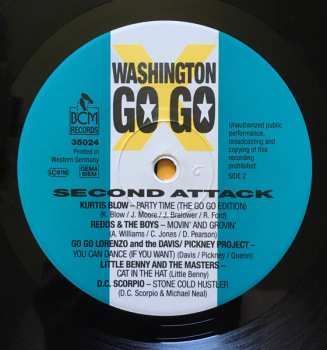 WASHINGTON
GO GO
BCM
RECORDS
35024
Printed in
Western Germany
GEMA
BIEM
Unauthorized public
performance,
broadcasting and
copying of this
recording
prohibited!
SIDE 2
SECOND ATTACK
KURTIS BLOW – PARTY TIME (THE GO GO EDITION)
(K. Blow / J. Moore / J. Braidwer / R. Ford)
REDDS & THE BOYS – MOVIN' AND GROVIN'
(A. Williams / C. Jones / D. Pearson)
GO GO LORENZO and the DAVIS/ PICKNEY PROJECT –
YOU CAN DANCE (IF YOU WANT) (Davis / Pickney / Queen)
LITTLE BENNY AND THE MASTERS –
CAT IN THE HAT (Little Benny)
D.C. SCORPIO – STONE COLD HUSTLER
(D.C. Scorpio & Michael Neal)